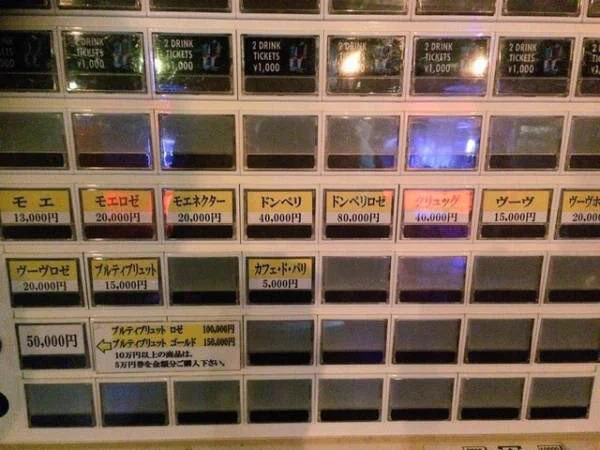 2 DRINK
TICKETS
¥1,000
2 DRINK
TICKETS
¥1,000
2 DRINK
TICKETS
¥1,000
2 DRINK
TICKETS
¥1,000
2 DRINK
TICKETS
¥1,000
2 DRINK
TICKETS
¥1,000
モエ
13,000円
モエロゼ
20,000円
モエネクター
20,000円
ドンペリ
40,000円
ドンペリロゼ
80,000円
クリュッグ
40,000円
ヴーヴ
15,000円
ヴーヴロゼ
20,000円
ブルティブリュット
15,000円
カフェ・ド・パリ
5,000円
50,000円
ブルティブリュット ロゼ 100,000円
ブルティブリュット ゴールド 150,000円
10万円以上の商品は、
5万円券を金額分ご購入下さい。